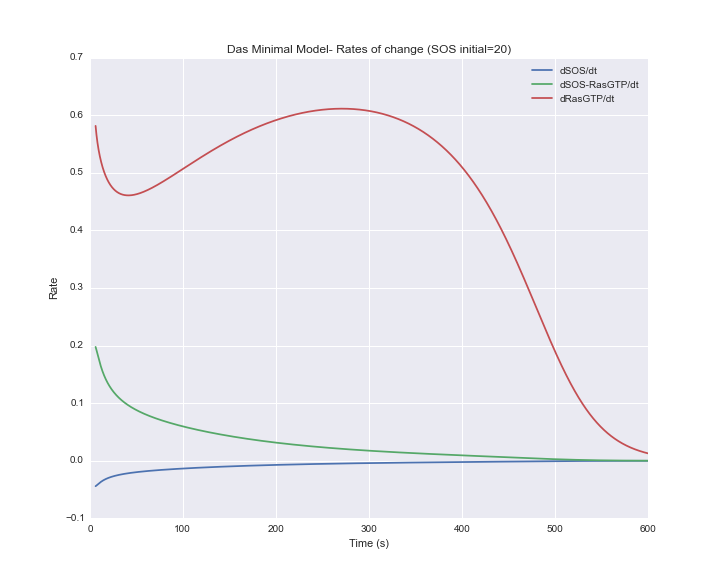 Das Minimal Model- Rates of change (SOS initial=20)
0.7
0.6
0.5
0.4
0.3
0.2
0.1
0.0
−0.1
Rate
dSOS/dt
dSOS-RasGTP/dt
dRasGTP/dt
0 100 200 300 400 500 600
Time (s)